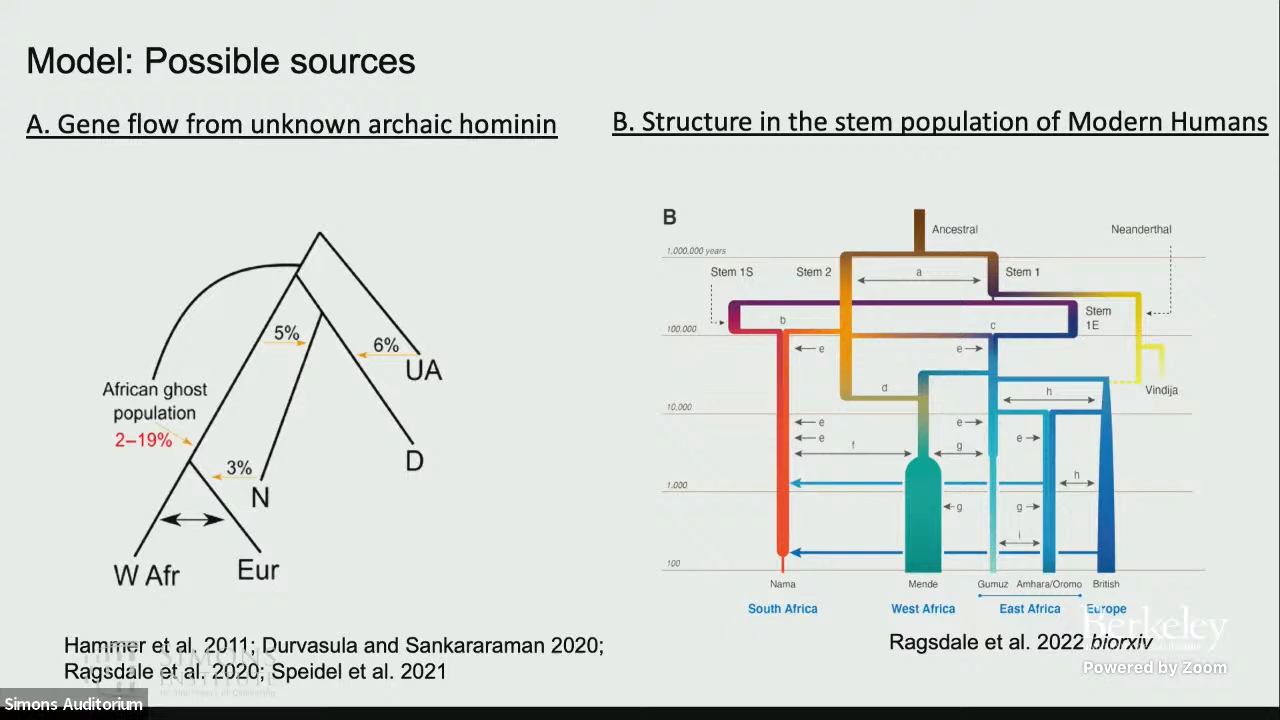 Model: Possible sources
A. Gene flow from unknown archaic hominin
B. Structure in the stem population of Modern Humans
5%
6%
UA
African ghost
population
2–19%
D
3%
N
W Afr
Eur
Hammer et al. 2011; Durvasula and Sankararaman 2020;
Ragsdale et al. 2020; Speidel et al. 2021
B
Ancestral
Neanderthal
1,000,000 years
Stem 1S
Stem 2
a
Stem 1
b
c
Stem
1E
100,000
e
e
Vindija
d
h
10,000
e
e
e
e
f
g
1,000
h
g
g
i
100
Nama
Mende
Gumuz
Amhara/Oromo
British
South Africa
West Africa
East Africa
Europe
Ragsdale et al. 2022 biorxiv
Berkeley
Powered by Zoom
SIMONS
Simons Auditorium